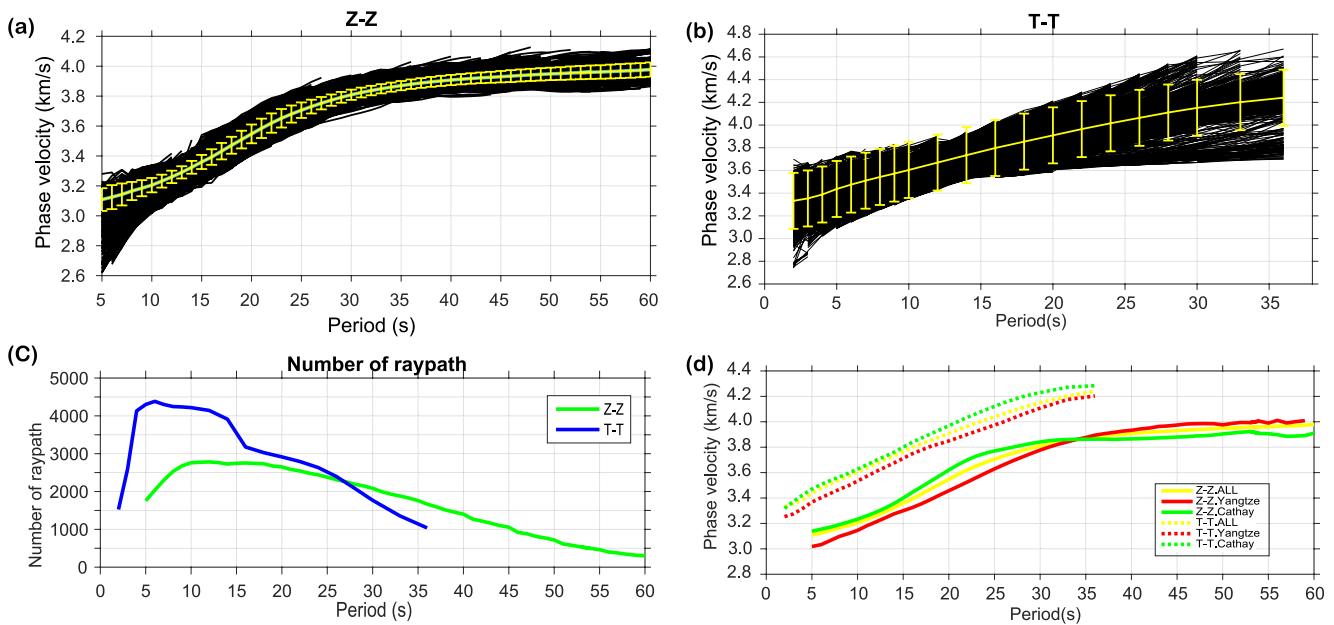 (a)
Z-Z
Phase velocity (km/s)
4.2
4.0
3.8
3.6
3.4
3.2
3.0
2.8
2.6
5 10 15 21 25 30 35 40 45 50 55 60
Period (s)
(b)
T-T
Phase velocity (km/s)
4.8
4.6
4.4
4.2
4.0
3.8
3.6
3.4
3.2
3.0
2.8
2.6
0 5 10 15 20 25 30 35
Period(s)
(C)
Number of raypath
Number of raypath
5000
4000
3000
2000
1000
0
Z-Z
T-T
0 5 10 15 20 25 30 35 40 45 50 55 60
Period (s)
(d)
Phase velocity (km/s)
4.4
4.2
4.0
3.8
3.6
3.4
3.2
3.0
2.8
Z-Z.ALL
Z-Z.Yangtze
Z-Z.Cathay
T-T.ALL
T-T.Yangtze
T-T.Cathay
0 5 10 15 20 25 30 35 40 45 50 55 60
Period(s)